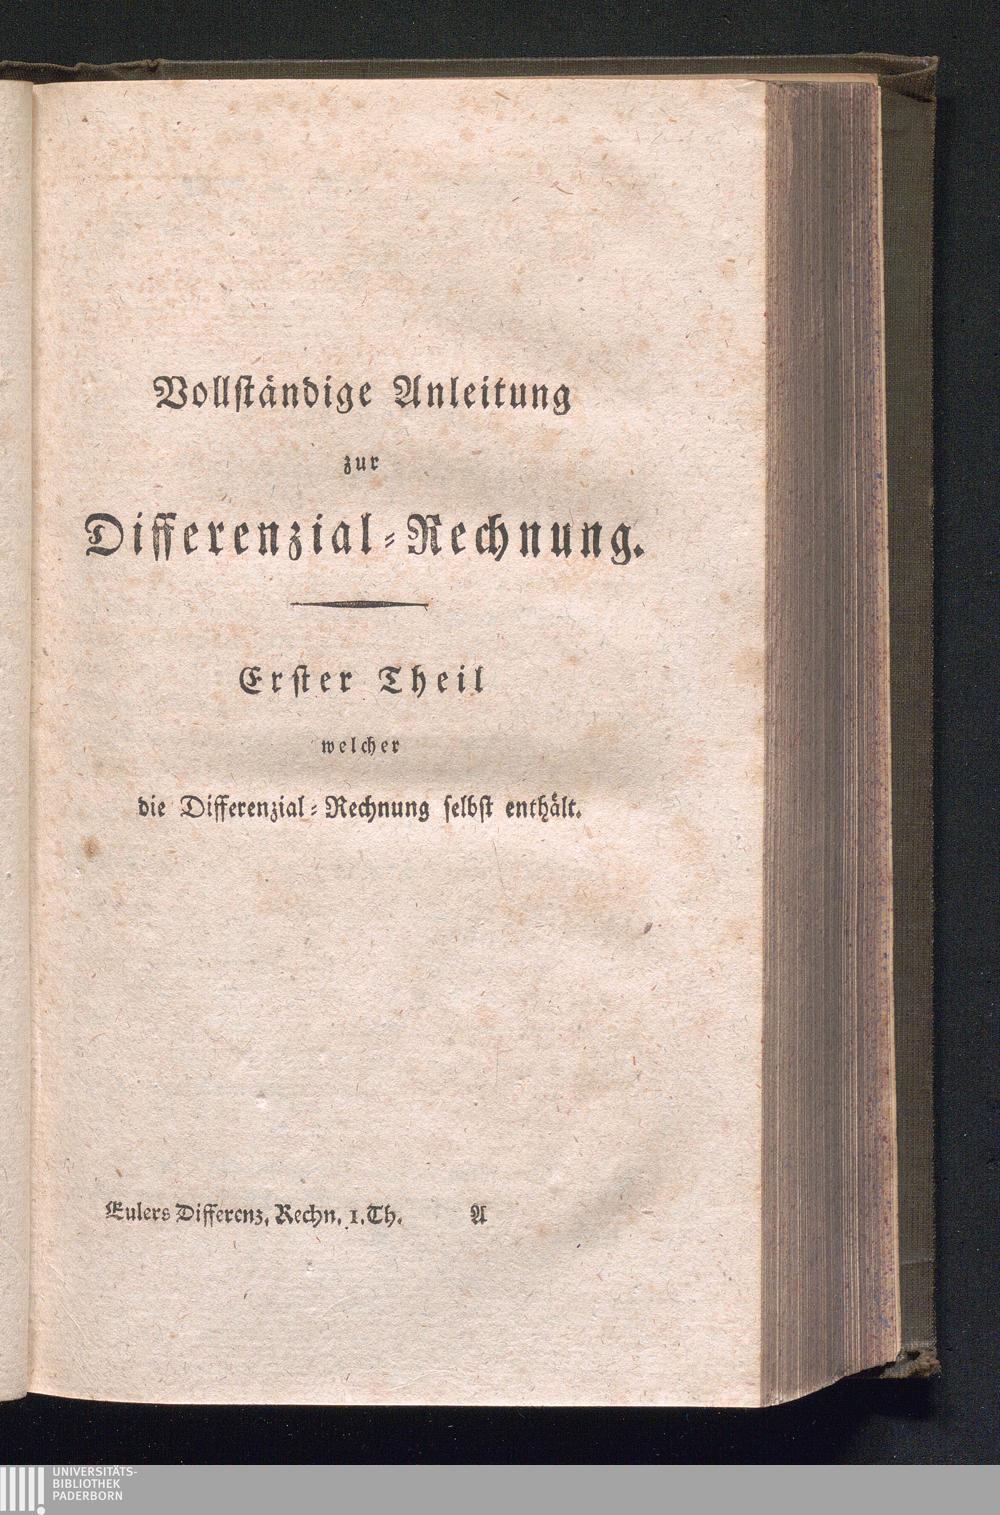 Vollständige Anleitung
zur
Differenzial-Rechnung.
Erster Theil
welcher
die Differenzial-Rechnung selbst enthält.
Eulers Differenz. Rechn. 1. Th. A
UNIVERSITÄTS-
BIBLIOTHEK
PADERBORN